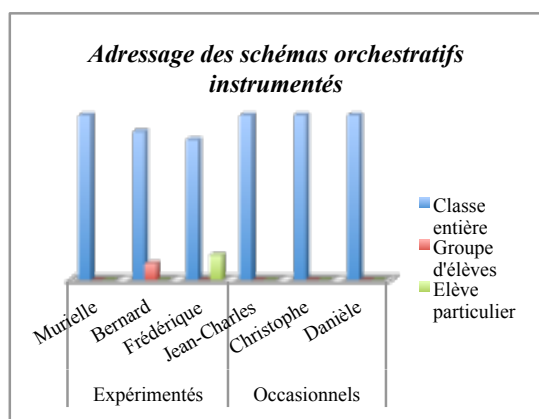 Adressage des schémas orchestratifs
instrumentés
Classe
entière
Groupe
d'élèves
Elève
particulier
Murielle
Bernard
Frédérique
Jean-Charles
Christophe
Danièle
Expérimentés
Occasionnels